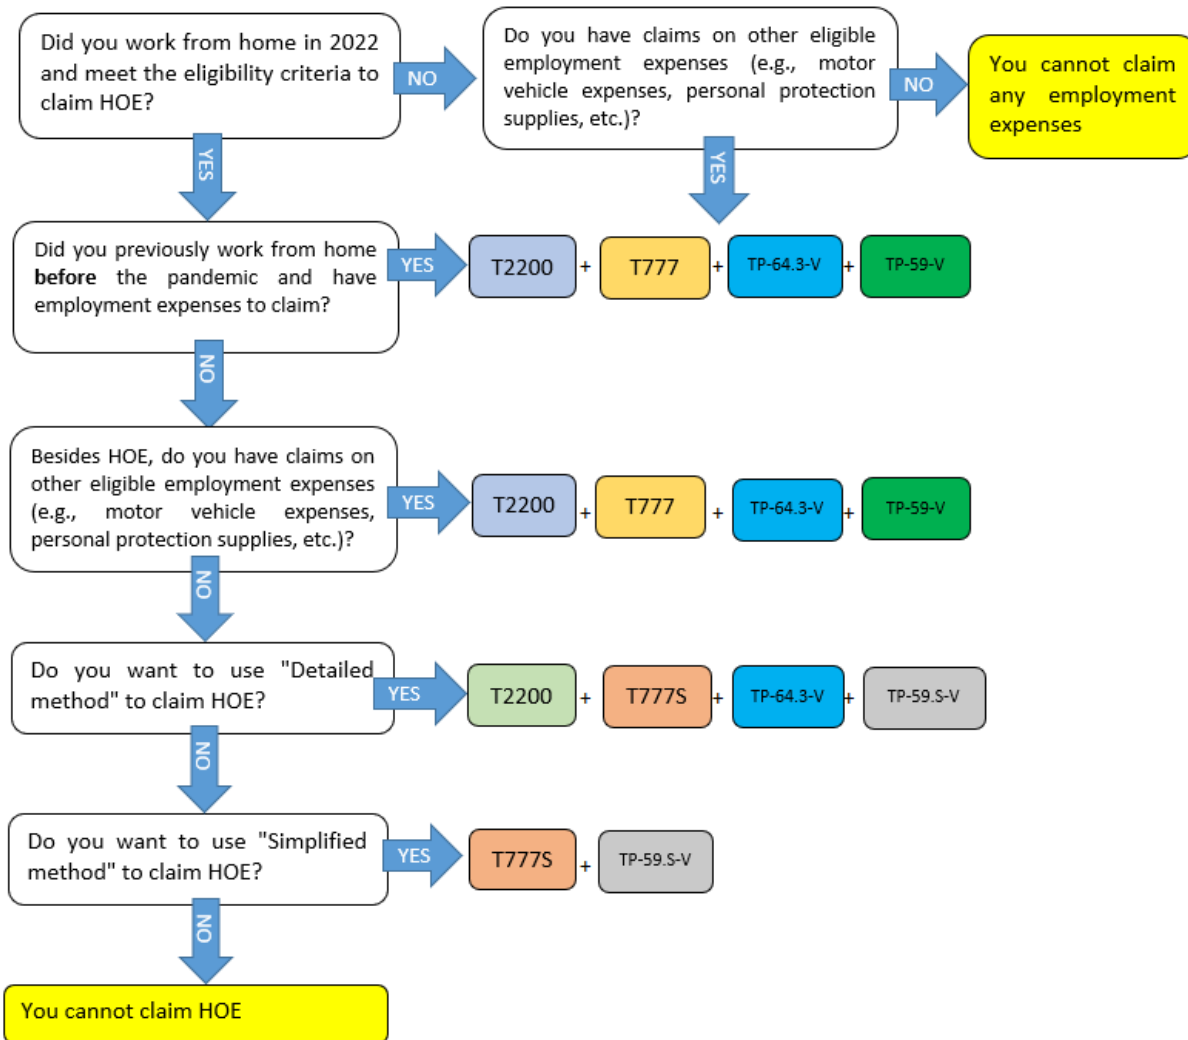 Did you work from home in 2022
and meet the eligibility criteria to
claim HOE?
NO
Do you have claims on other eligible
employment expenses (e.g., motor
vehicle expenses, personal protection
supplies, etc.)?
NO
You cannot claim
any employment
expenses
YES
YES
Did you previously work from home
before the pandemic and have
employment expenses to claim?
YES
T2200 + T777 + TP-64.3-V + TP-59-V
NO
Besides HOE, do you have claims on
other eligible employment expenses
(e.g., motor vehicle expenses,
personal protection supplies, etc.)?
YES
T2200 + T777 + TP-64.3-V + TP-59-V
NO
Do you want to use "Detailed
method" to claim HOE?
YES
T2200 + T777S + TP-64.3-V + TP-59.S-V
NO
Do you want to use "Simplified
method" to claim HOE?
YES
T777S + TP-59.S-V
NO
You cannot claim HOE